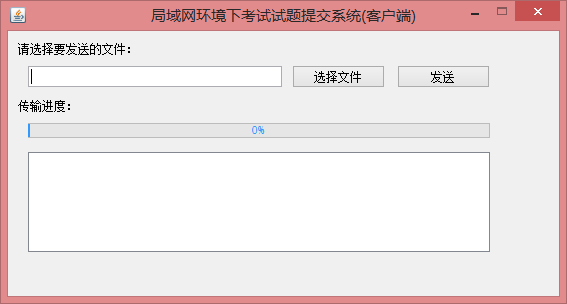 局域网环境下考试试题提交系统(客户端)
请选择要发送的文件:
选择文件 发送
传输进度:
0%